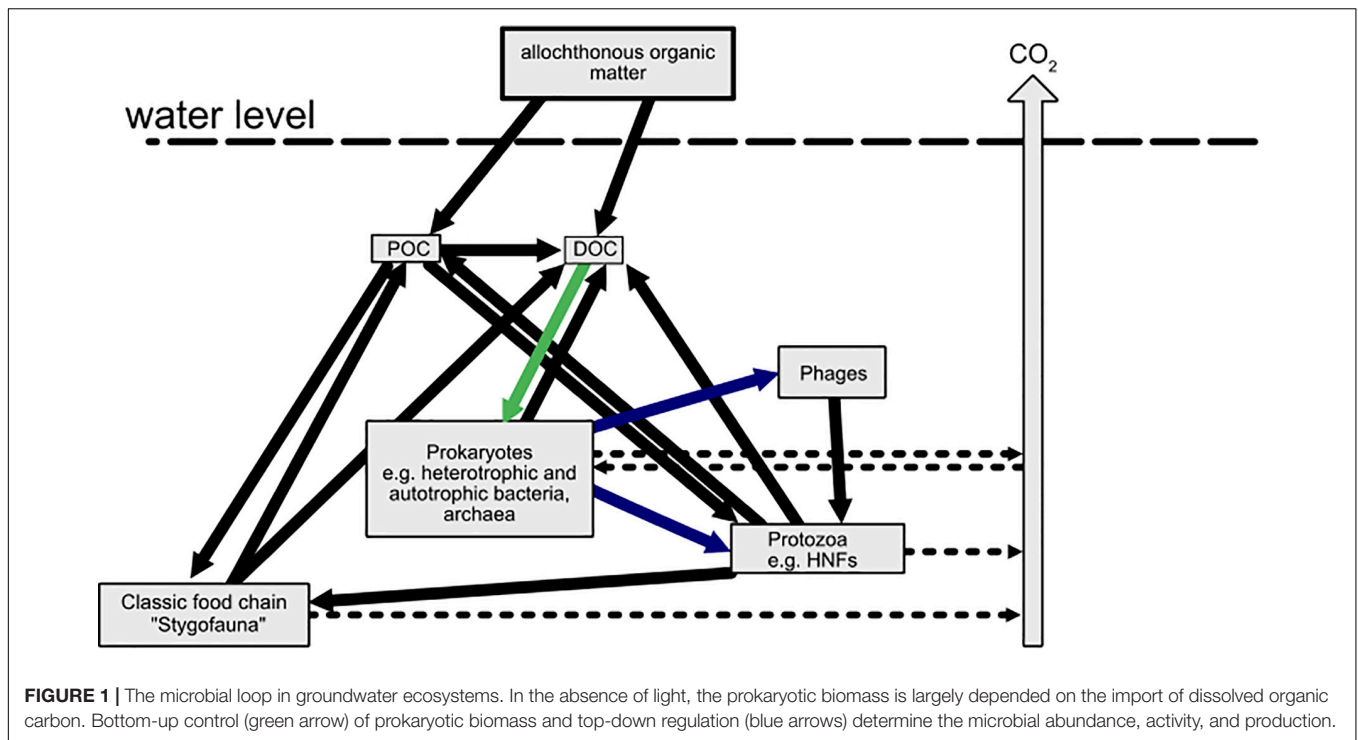 allochthonous organic
matter
CO₂
water level
POC
DOC
Phages
Prokaryotes
e.g. heterotrophic and
autotrophic bacteria,
archaea
Protozoa
e.g. HNFs
Classic food chain
"Stygofauna"
FIGURE 1 | The microbial loop in groundwater ecosystems. In the absence of light, the prokaryotic biomass is largely depended on the import of dissolved organic
carbon. Bottom-up control (green arrow) of prokaryotic biomass and top-down regulation (blue arrows) determine the microbial abundance, activity, and production.